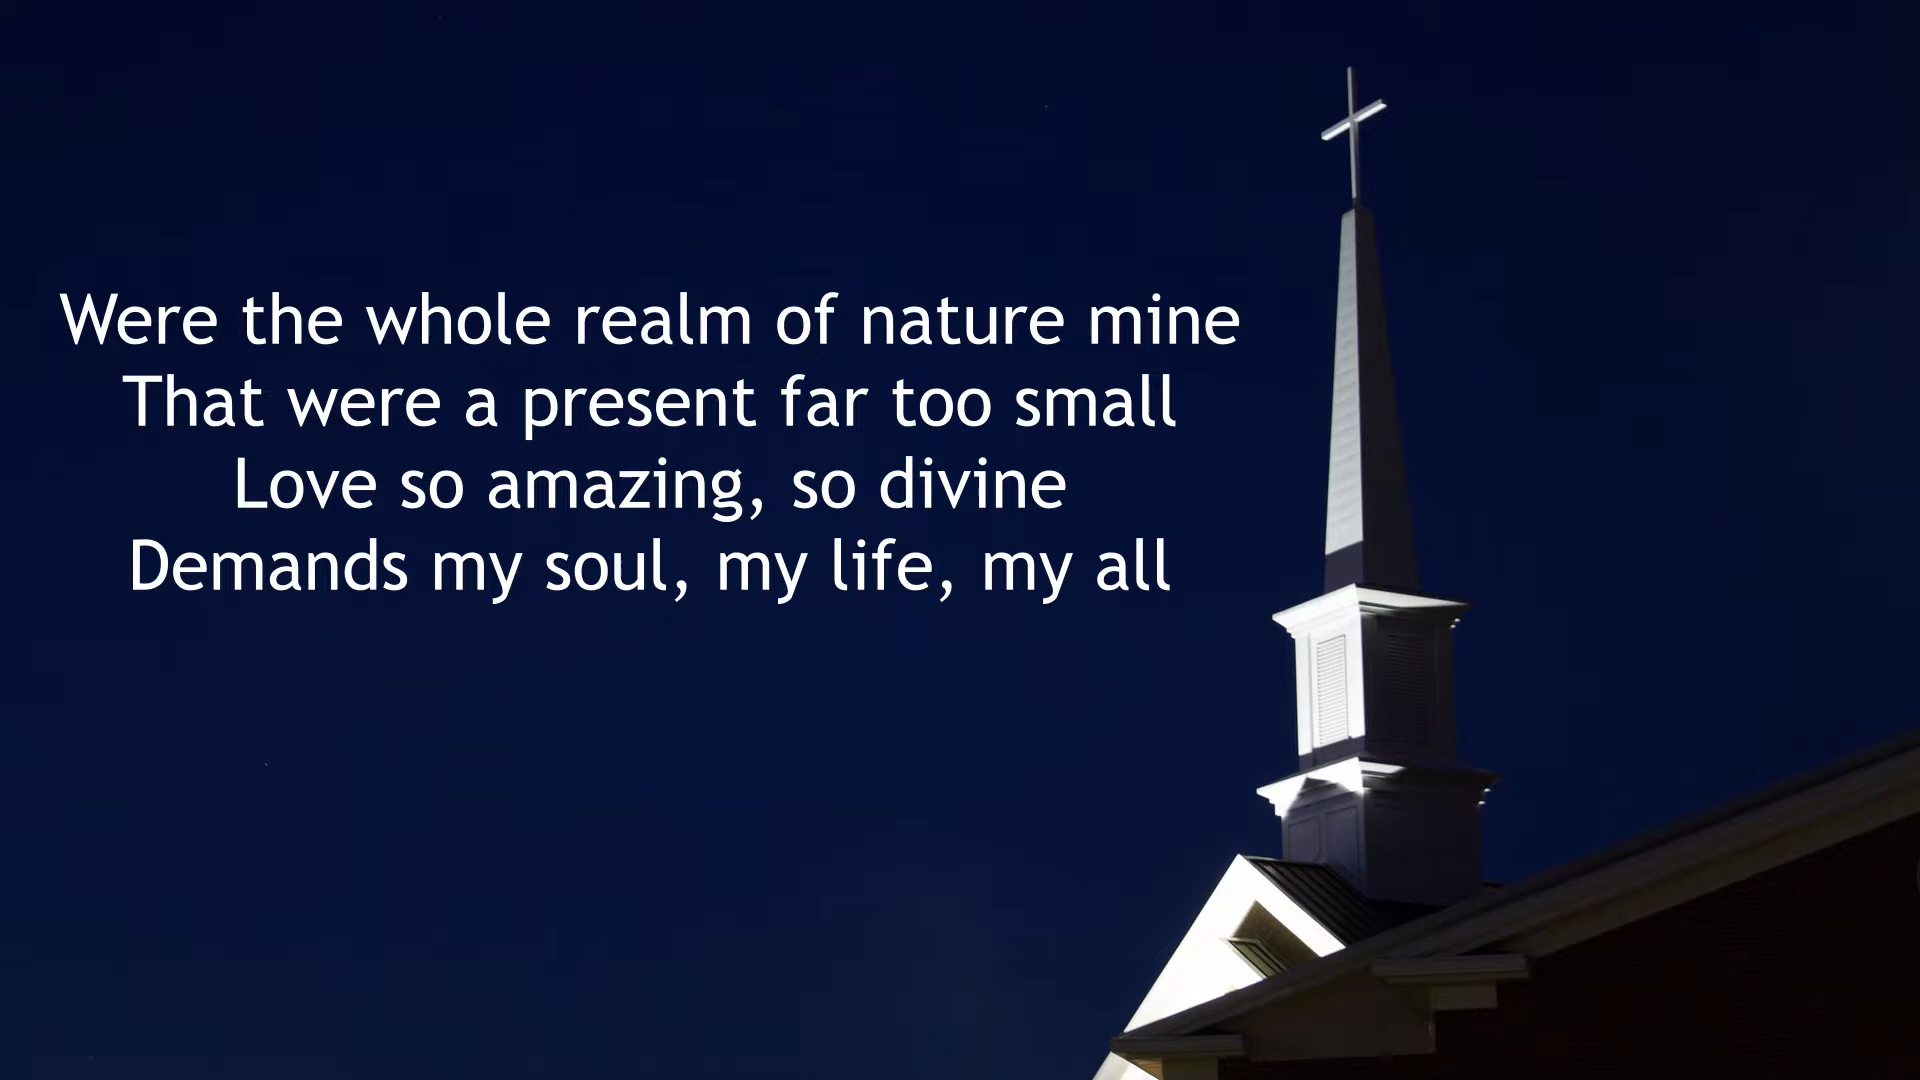 Were the whole realm of nature mine
That were a present far too small
Love so amazing, so divine
Demands my soul, my life, my all